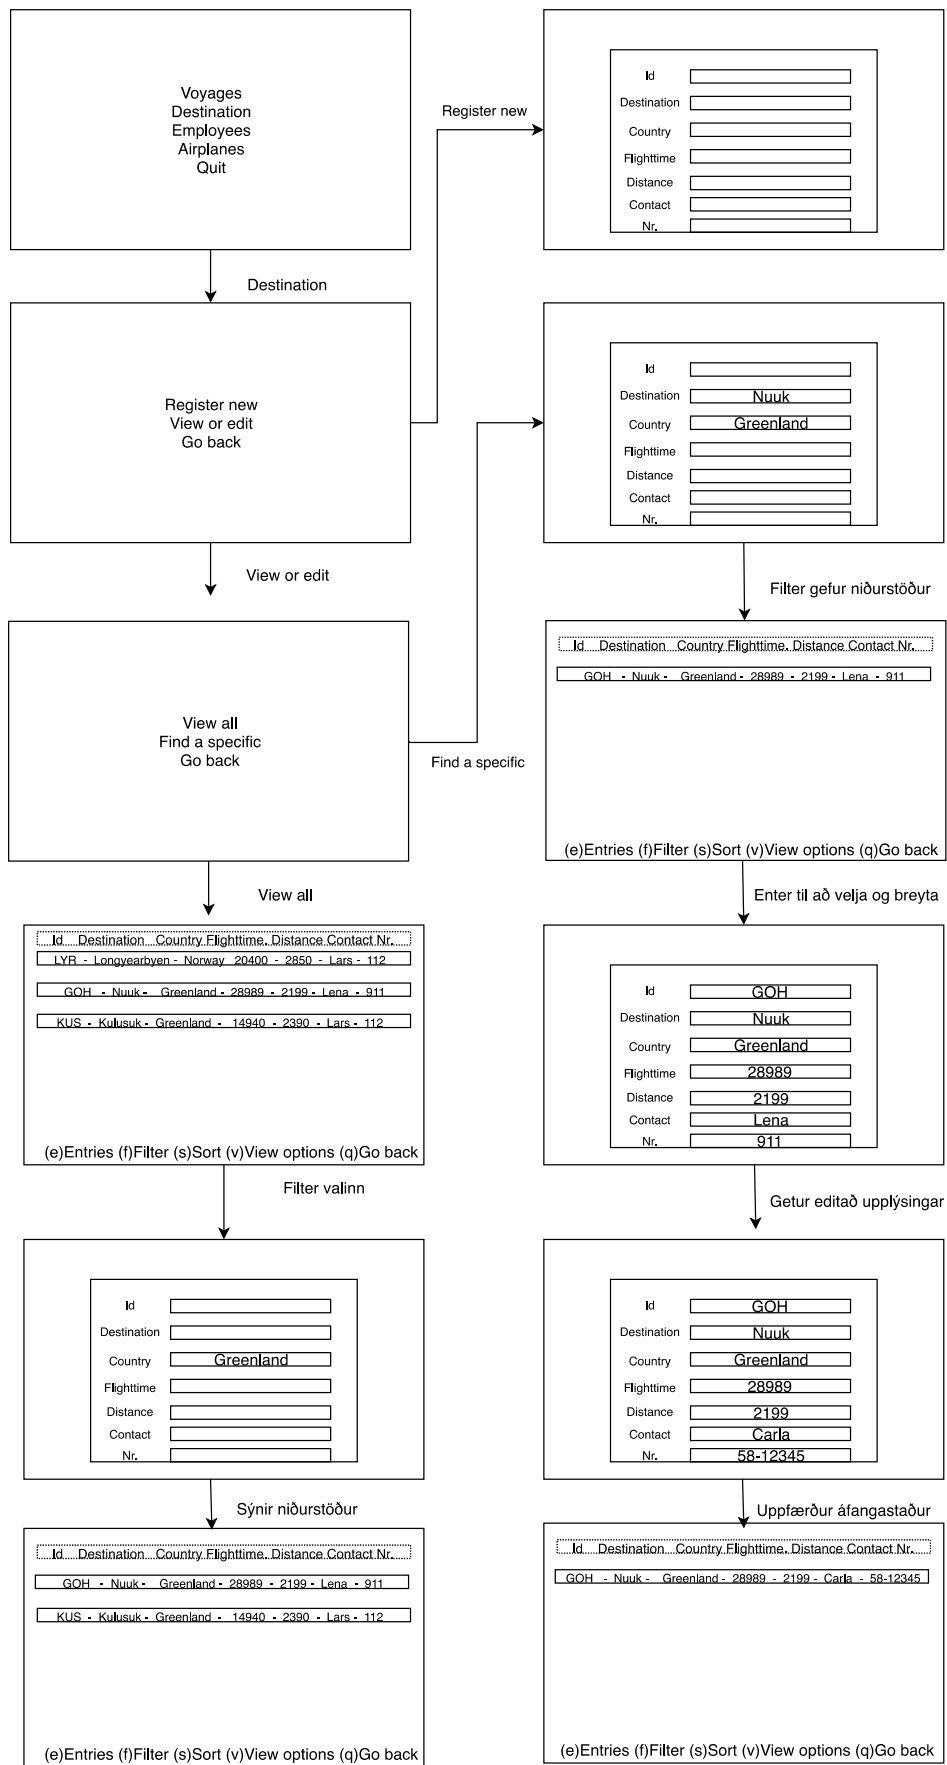 Voyages
Destination
Employees
Airplanes
Quit
Register new
Id
Destination
Country
Flighttime
Distance
Contact
Nr.
Destination
Register new
View or edit
Go back
Id
Destination Nuuk
Country Greenland
Flighttime
Distance
Contact
Nr.
View or edit
Filter gefur niðurstöður
View all
Find a specific
Go back
Find a specific
Id Destination Country Flighttime. Distance Contact Nr.
GOH - Nuuk - Greenland - 28989 - 2199 - Lena - 911
(e)Entries (f)Filter (s)Sort (v)View options (q)Go back
View all
Enter til að velja og breyta
Id Destination Country Flighttime. Distance Contact Nr.
LYR - Longyearbyen - Norway 20400 - 2850 - Lars - 112
GOH - Nuuk - Greenland - 28989 - 2199 - Lena - 911
KUS - Kulusuk - Greenland - 14940 - 2390 - Lars - 112
(e)Entries (f)Filter (s)Sort (v)View options (q)Go back
Id GOH
Destination Nuuk
Country Greenland
Flighttime 28989
Distance 2199
Contact Lena
Nr. 911
Filter valinn
Getur editað upplýsingar
Id
Destination
Country Greenland
Flighttime
Distance
Contact
Nr.
Id GOH
Destination Nuuk
Country Greenland
Flighttime 28989
Distance 2199
Contact Carla
Nr. 58-12345
Sýnir niðurstöður
Uppfærður áfangastaður
Id Destination Country Flighttime. Distance Contact Nr.
GOH - Nuuk - Greenland - 28989 - 2199 - Lena - 911
KUS - Kulusuk - Greenland - 14940 - 2390 - Lars - 112
(e)Entries (f)Filter (s)Sort (v)View options (q)Go back
Id Destination Country Flighttime. Distance Contact Nr.
GOH - Nuuk - Greenland - 28989 - 2199 - Carla - 58-12345
(e)Entries (f)Filter (s)Sort (v)View options (q)Go back